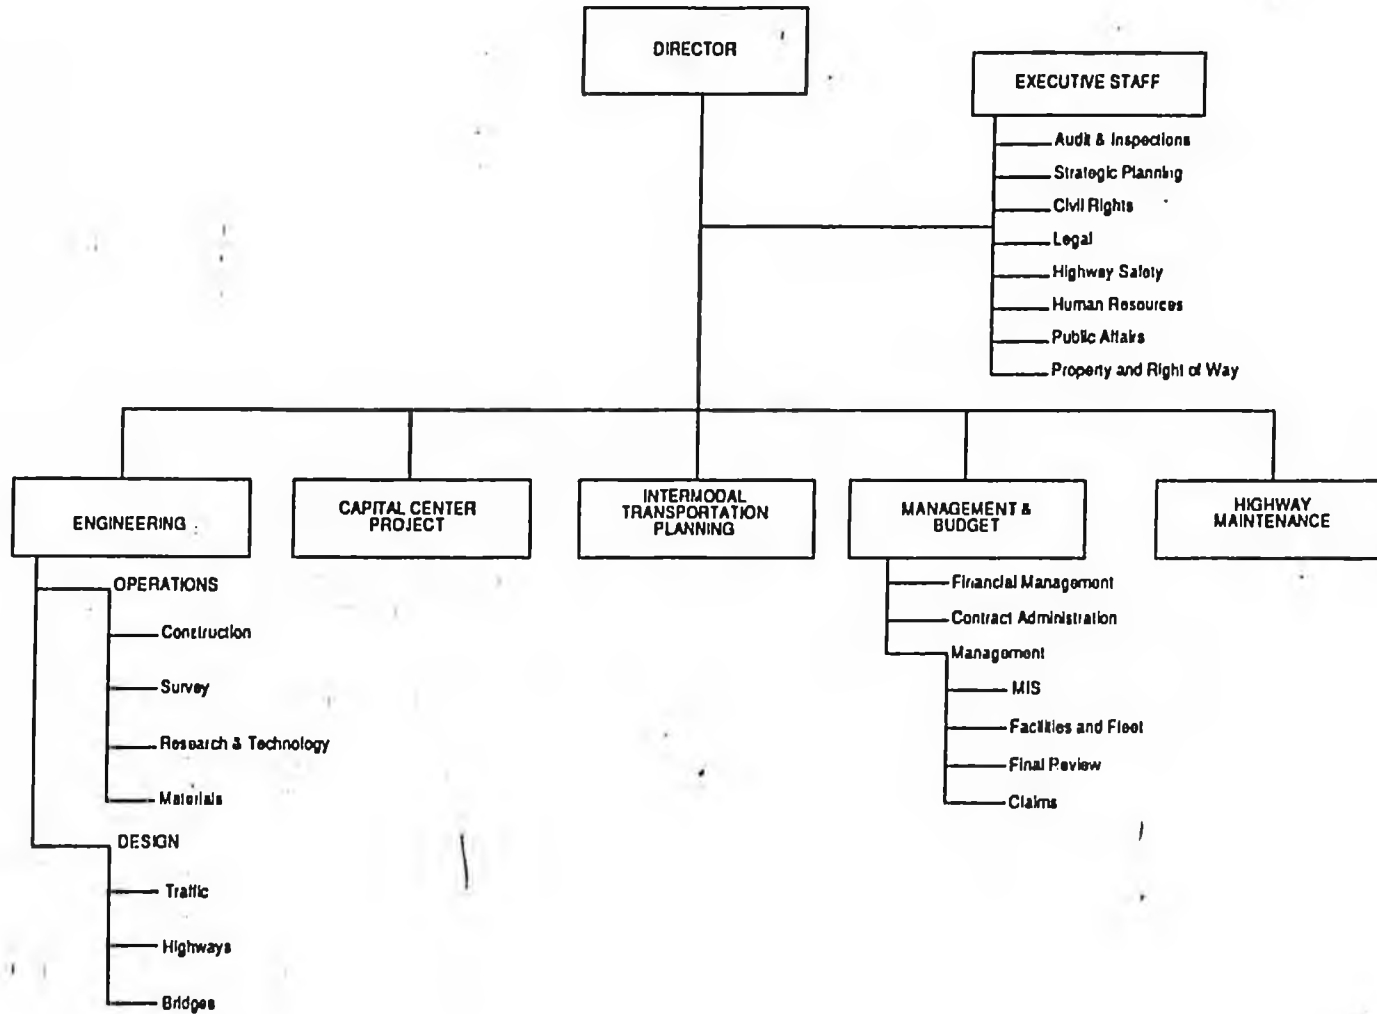 DIRECTOR
EXECUTIVE STAFF
Audit & Inspections
Strategic Planning
Civil Rights
Legal
Highway Safety
Human Resources
Public Affairs
Property and Right of Way
ENGINEERING
CAPITAL CENTER
PROJECT
INTERMODAL
TRANSPORTATION
PLANNING
MANAGEMENT &
BUDGET
HIGHWAY
MAINTENANCE
OPERATIONS
Construction
Survey
Research & Technology
Materials
DESIGN
Traffic
Highways
Bridges
Financial Management
Contract Administration
Management
MIS
Facilities and Fleet
Final Review
Claims